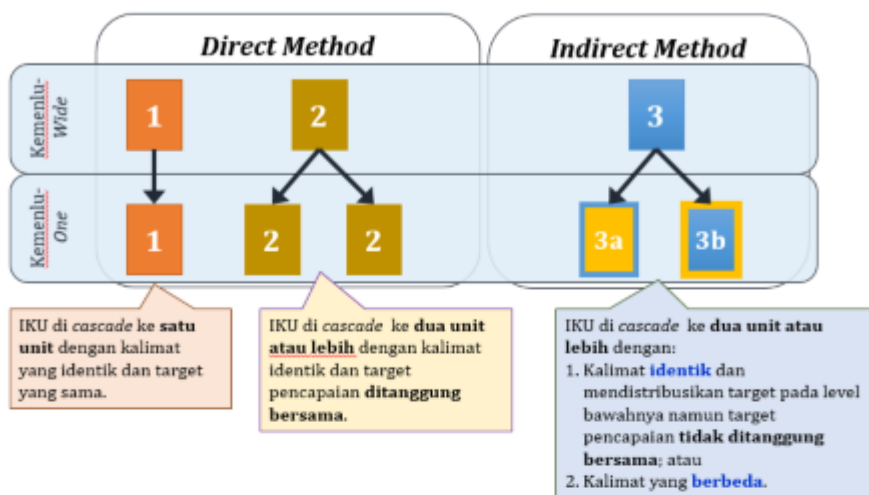 Direct Method
Indirect Method
Kemenlu-
Wide
1
2
3
Kemenlu-
One
1
2
2
3a
3b
IKU di cascade ke satu
unit dengan kalimat
yang identik dan target
yang sama.
IKU di cascade ke dua unit
atau lebih dengan kalimat
identik dan target
pencapaian ditanggung
bersama.
IKU di cascade ke dua unit atau
lebih dengan:
1. Kalimat identik dan
mendistribusikan target pada level
bawahnya namun target
pencapaian tidak ditanggung
bersama; atau
2. Kalimat yang berbeda.